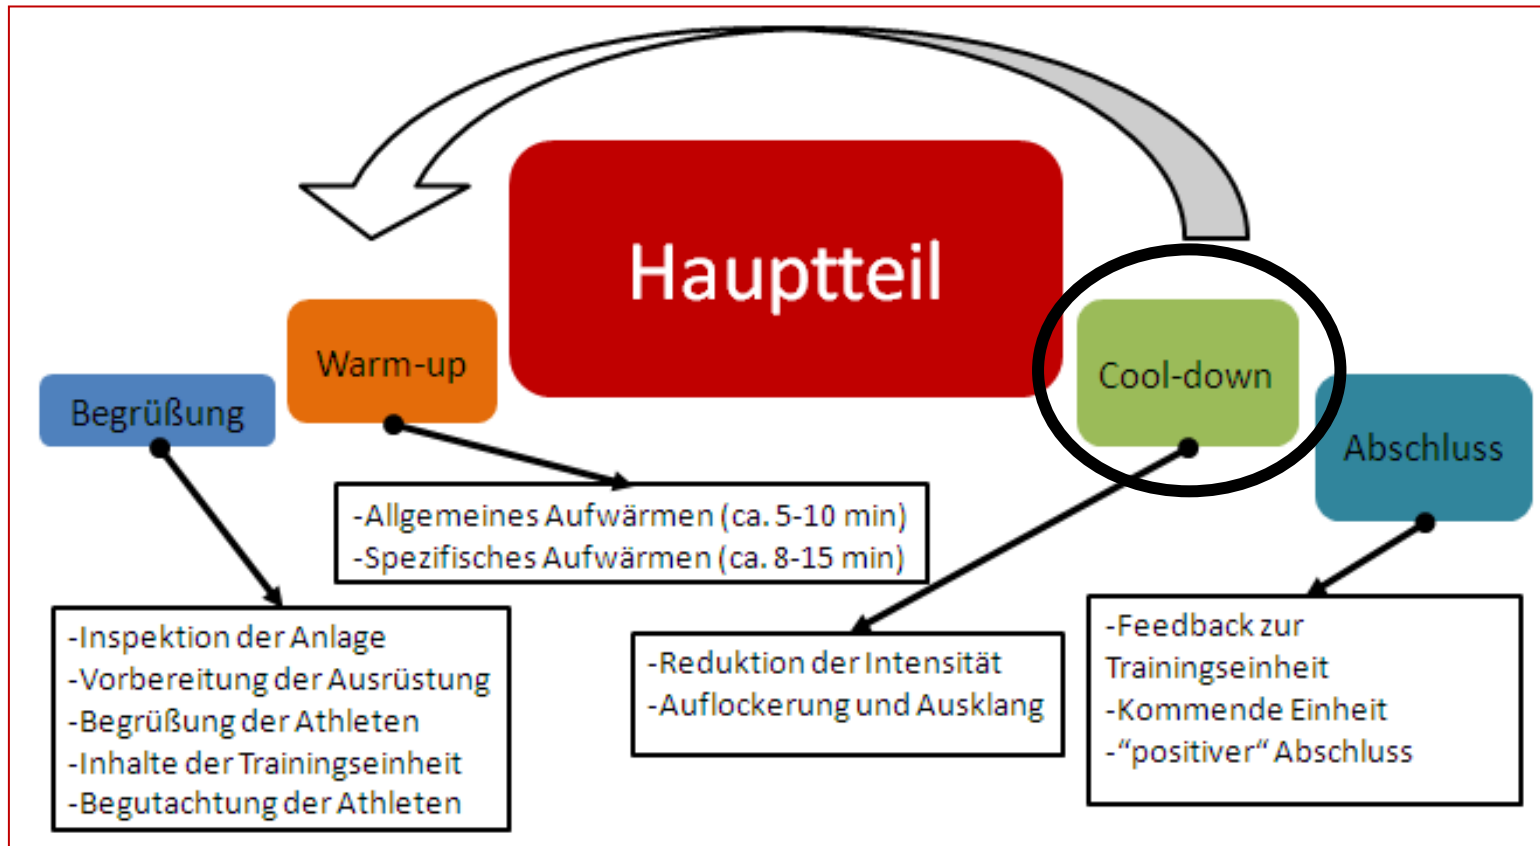 Hauptteil
Warm-up
Cool-down
Begrüßung
Abschluss
-Allgemeines Aufwärmen (ca. 5-10 min)
-Spezifisches Aufwärmen (ca. 8-15 min)
-Inspektion der Anlage
-Vorbereitung der Ausrüstung
-Begrüßung der Athleten
-Inhalte der Trainingseinheit
-Begutachtung der Athleten
-Reduktion der Intensität
-Auflockerung und Ausklang
-Feedback zur
Trainingseinheit
-Kommende Einheit
-“positiver“ Abschluss